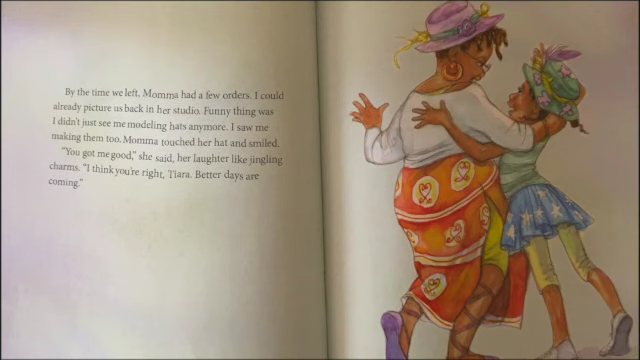 By the time we left, Momma had a few orders. I could
already picture us back in her studio. Funny thing was
I didn't just see me modeling hats anymore. I saw me
making them too. Momma touched her hat and smiled.
"You got me good," she said, her laughter like jingling
charms. "I think you're right, Tiara. Better days are
coming."